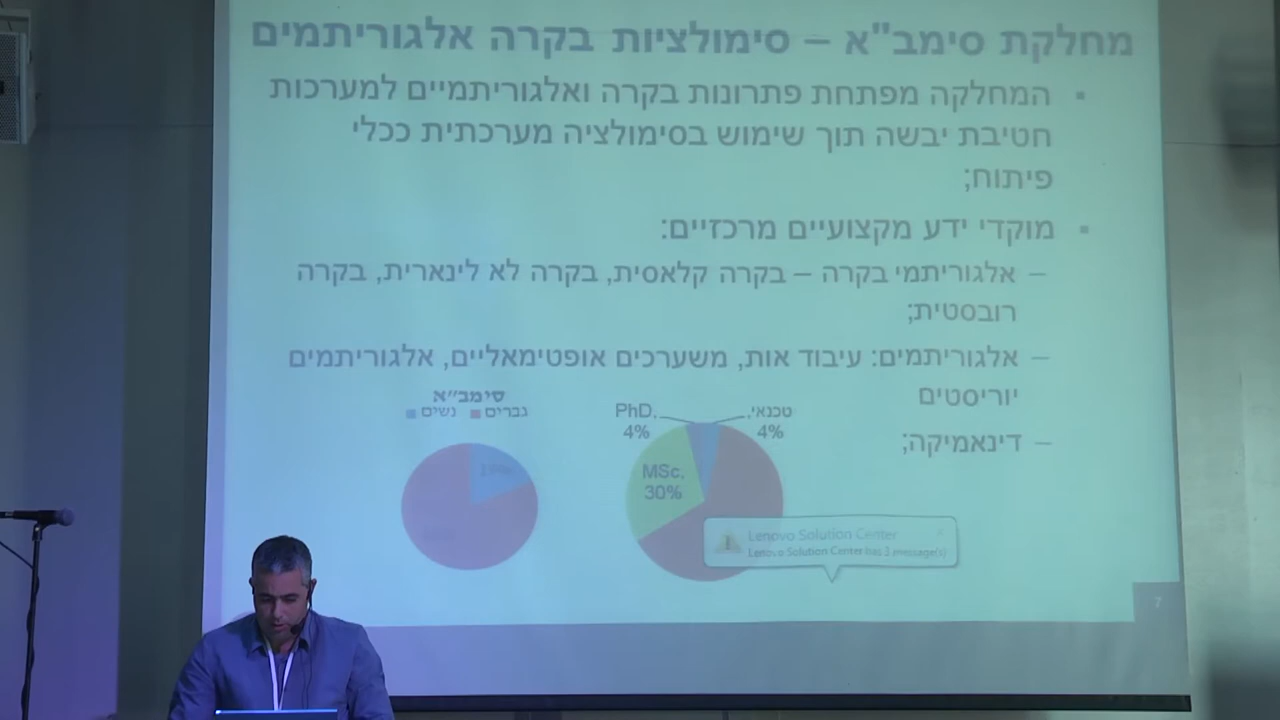 מחלקת סימב"א – סימולציות בקרה אלגוריתמים
▪ המחלקה מפתחת פתרונות בקרה ואלגוריתמיים למערכות
חטיבת יבשה תוך שימוש בסימולציה מערכתית ככלי
פיתוח;
▪ מוקדי ידע מקצועיים מרכזיים:
– אלגוריתמי בקרה – בקרה קלאסית, בקרה לא לינארית, בקרה
רובסטית;
– אלגוריתמים: עיבוד אות, משערכים אופטימאליים, אלגוריתמים
יוריסטים
– דינאמיקה;
טכנאי.
4%
PhD.
4%
MSc.
30%
סימב"א
גברים נשים
Lenovo Solution Center
Lenovo Solution Center has 3 message(s)
7